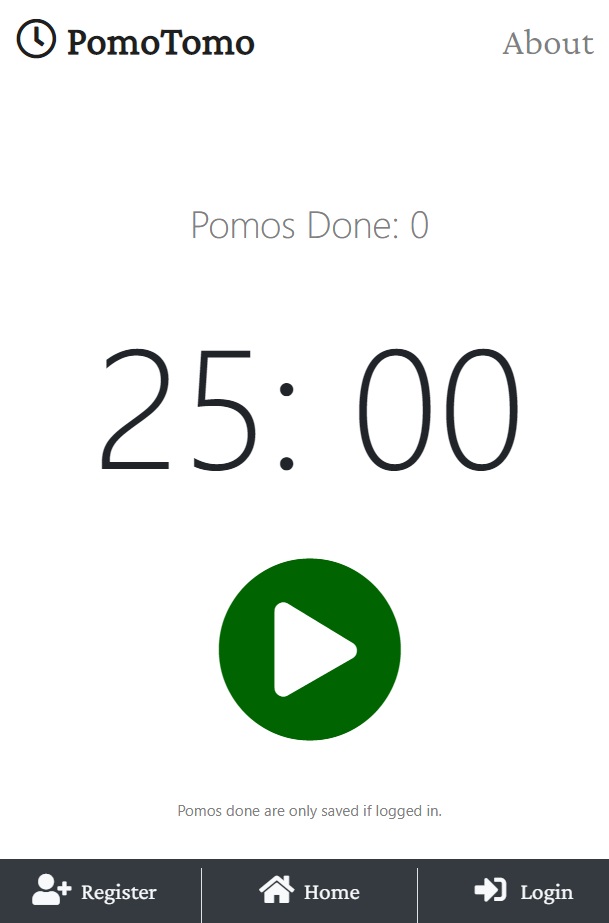 PomoTomo About
Pomos Done: 0
25: 00
Pomos done are only saved if logged in.
Register Home Login